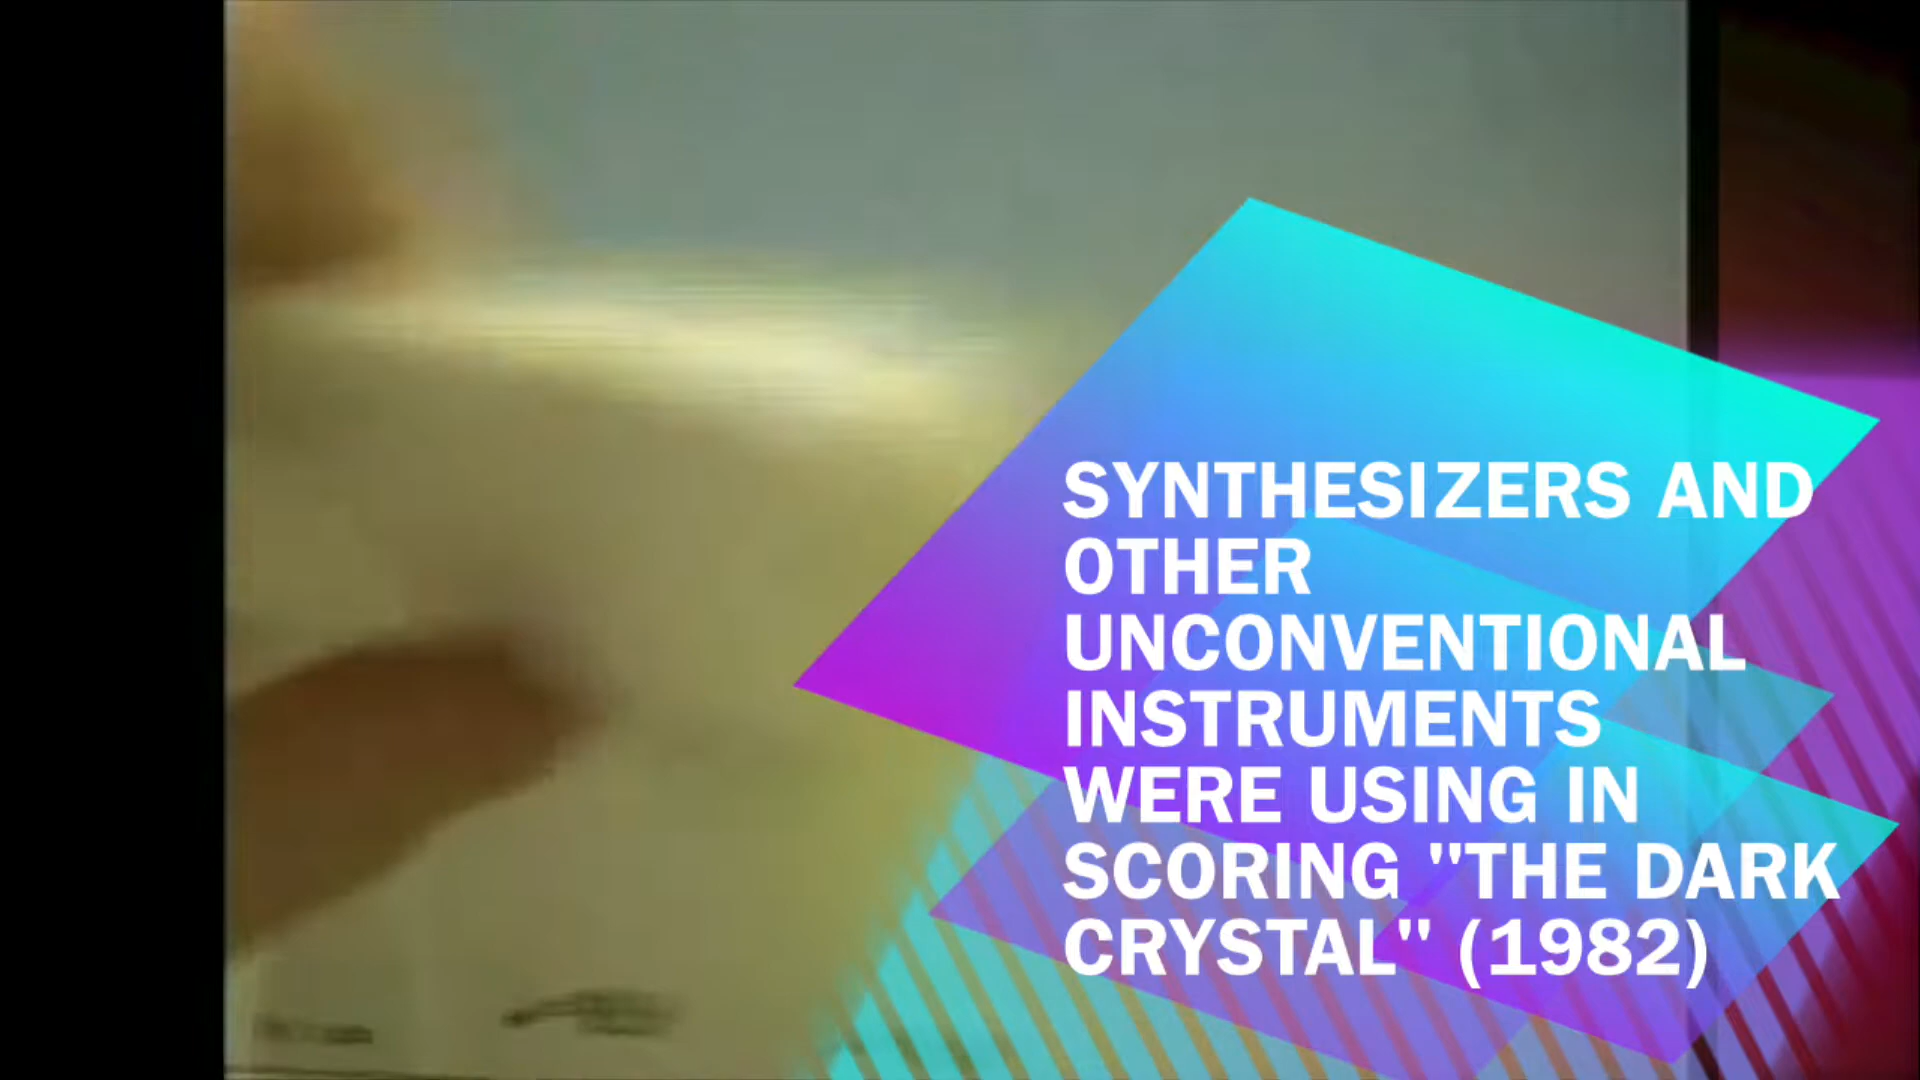 SYNTHESIZERS AND
OTHER
UNCONVENTIONAL
INSTRUMENTS
WERE USING IN
SCORING "THE DARK
CRYSTAL" (1982)